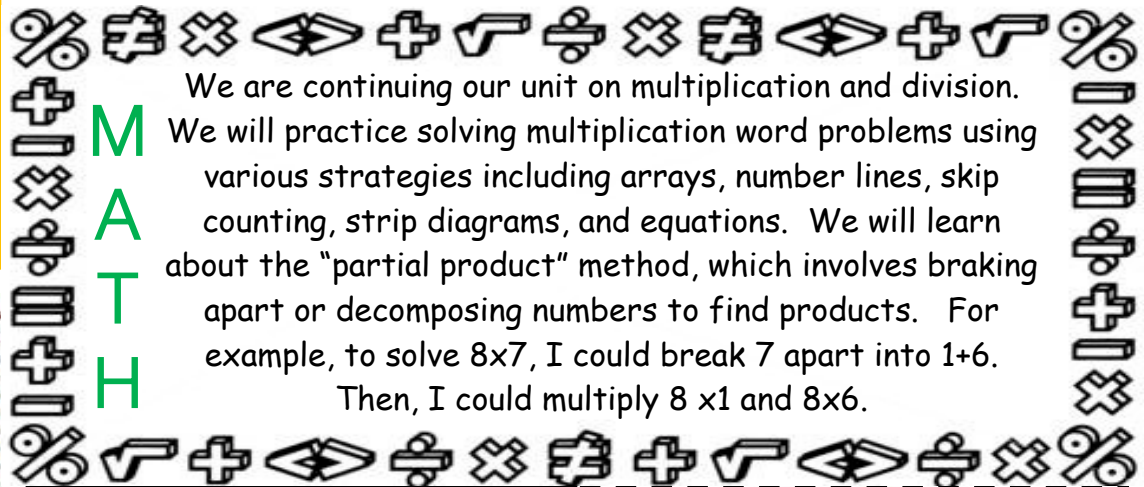 MATH
We are continuing our unit on multiplication and division.
We will practice solving multiplication word problems using
various strategies including arrays, number lines, skip
counting, strip diagrams, and equations.  We will learn
about the “partial product” method, which involves braking
apart or decomposing numbers to find products.   For
example, to solve 8x7, I could break 7 apart into 1+6.
Then, I could multiply 8 x1 and 8x6.